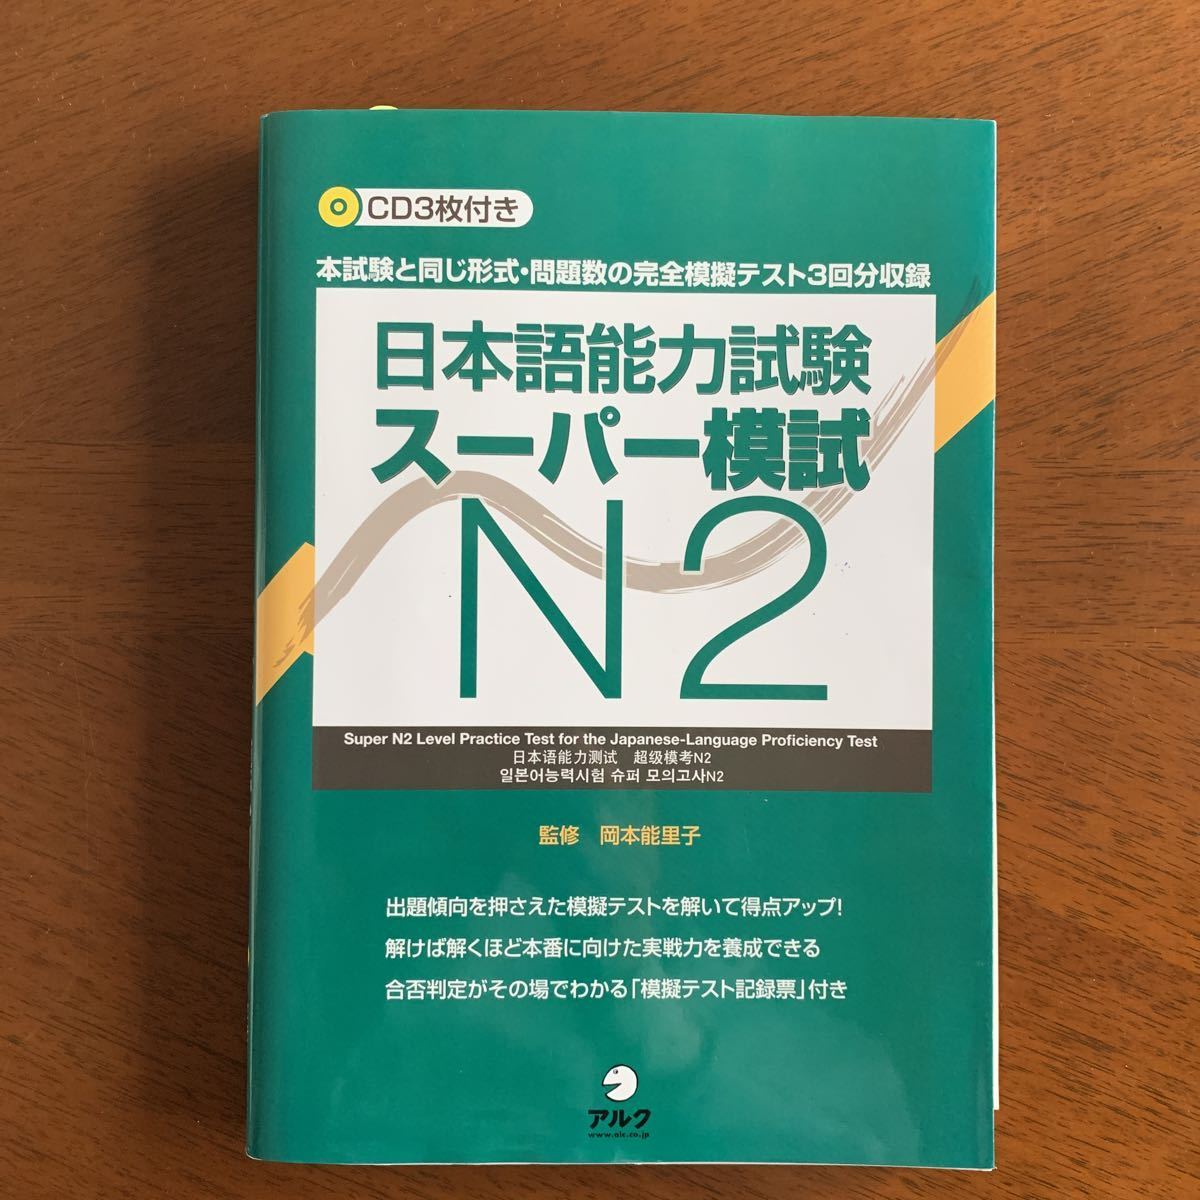 CD3枚付き
本試験と同じ形式・問題数の完全模擬テスト3回分収録
日本語能力試験
スーパー模試
N2
Super N2 Level Practice Test for the Japanese-Language Proficiency Test
日本语能力测试　超级模考N2
일본어능력시험 슈퍼 모의고사N2
監修　岡本能里子
出題傾向を押さえた模擬テストを解いて得点アップ!
解けば解くほど本番に向けた実戦力を養成できる
合否判定がその場でわかる「模擬テスト記録票」付き
アルク
www.alc.co.jp